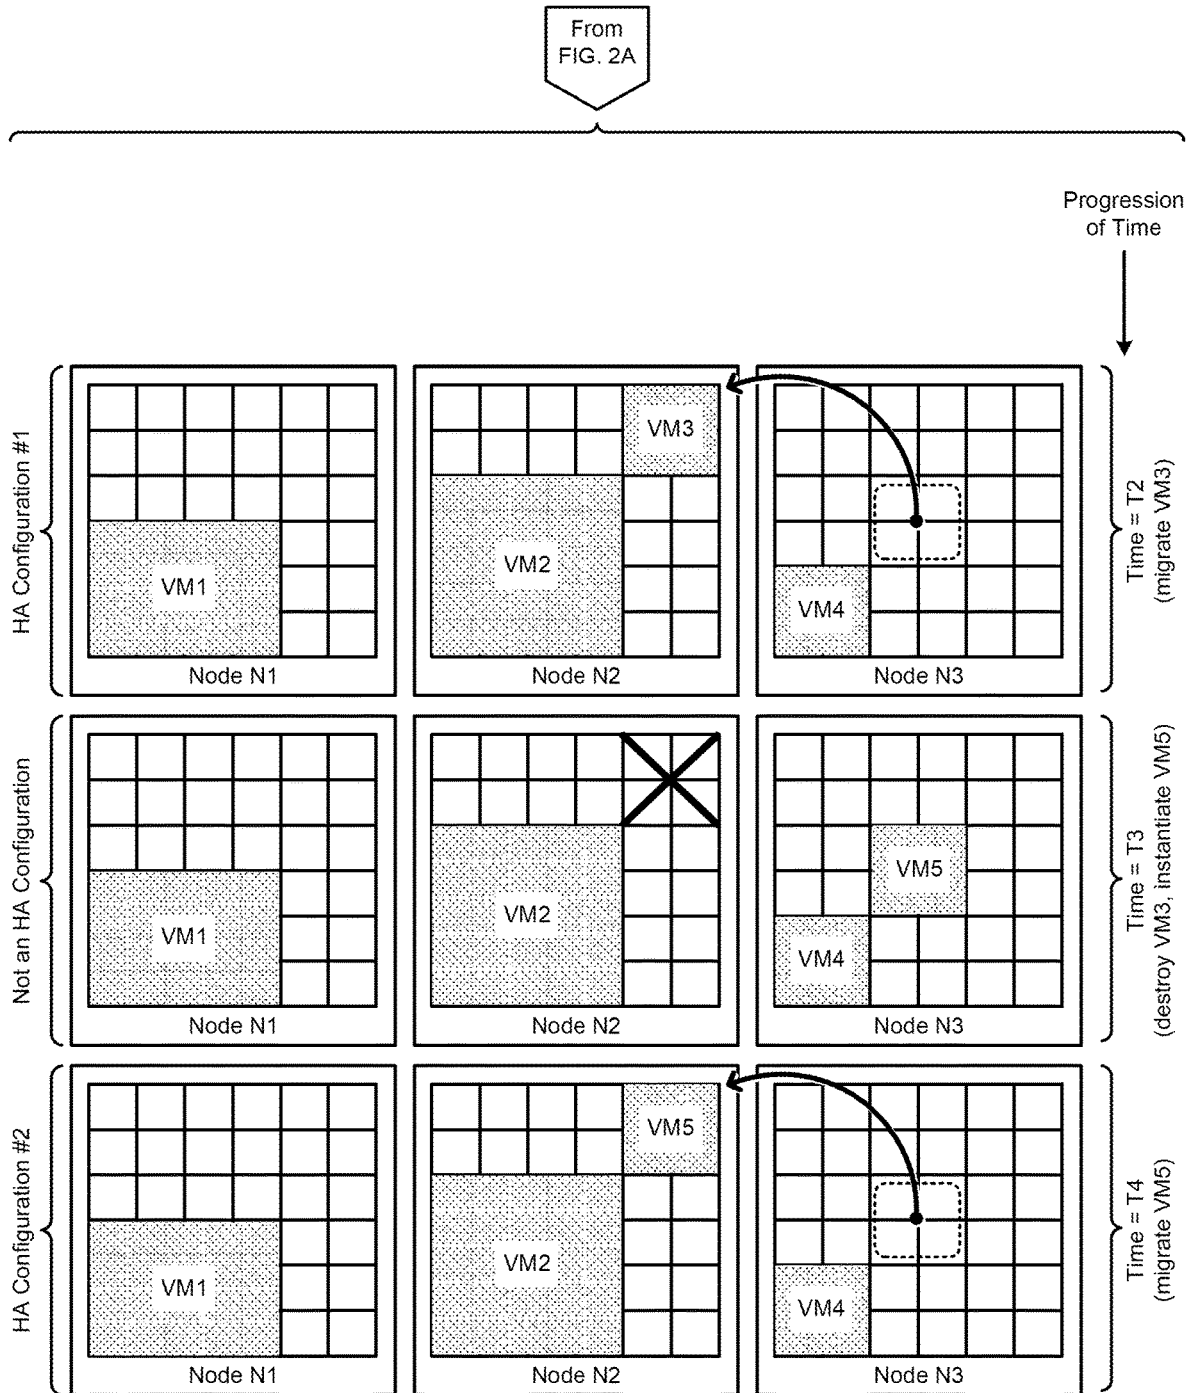 From
FIG. 2A
Progression
of Time
HA Configuration #1
VM1
Node N1
VM3
VM2
Node N2
VM4
Node N3
Time = T2
(migrate VM3)
Not an HA Configuration
VM1
Node N1
VM2
Node N2
VM5
VM4
Node N3
Time = T3
(destroy VM3, instantiate VM5)
HA Configuration #2
VM1
Node N1
VM5
VM2
Node N2
VM4
Node N3
Time = T4
(migrate VM5)